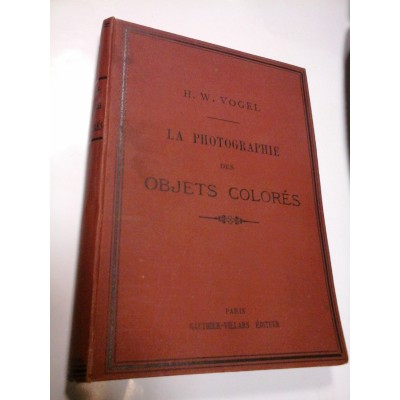 H. W. VOGEL
LA PHOTOGRAPHIE
DES
OBJETS COLORÉS
PARIS
GAUTHIER-VILLARS, ÉDITEUR